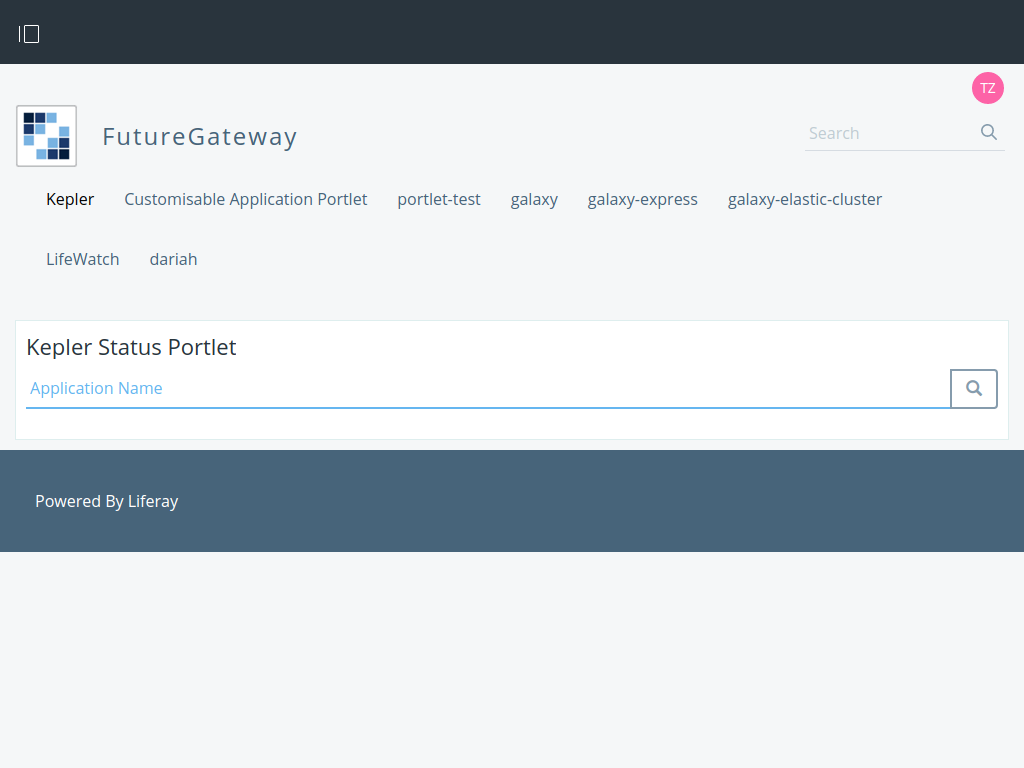 TZ
FutureGateway
Search
Kepler Customisable Application Portlet portlet-test galaxy galaxy-express galaxy-elastic-cluster
LifeWatch dariah
Kepler Status Portlet
Application Name
Powered By Liferay